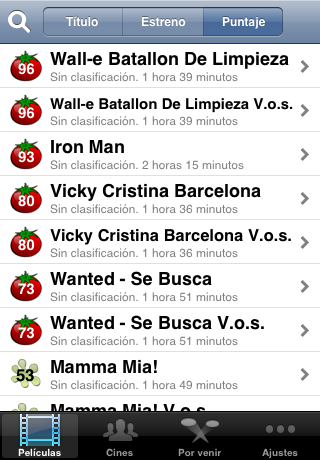 Título Estreno Puntaje
96 Wall-e Batallon De Limpieza
Sin clasificación. 1 hora 39 minutos
96 Wall-e Batallon De Limpieza V.o.s.
Sin clasificación. 1 hora 39 minutos
93 Iron Man
Sin clasificación. 2 horas 15 minutos
80 Vicky Cristina Barcelona
Sin clasificación. 1 hora 36 minutos
80 Vicky Cristina Barcelona V.o.s.
Sin clasificación. 1 hora 36 minutos
73 Wanted - Se Busca
Sin clasificación. 1 hora 51 minutos
73 Wanted - Se Busca V.o.s.
Sin clasificación. 1 hora 51 minutos
53 Mamma Mia!
Sin clasificación. 1 hora 49 minutos
Mamma Mia! V.o.s.
Películas Cines Por venir Ajustes